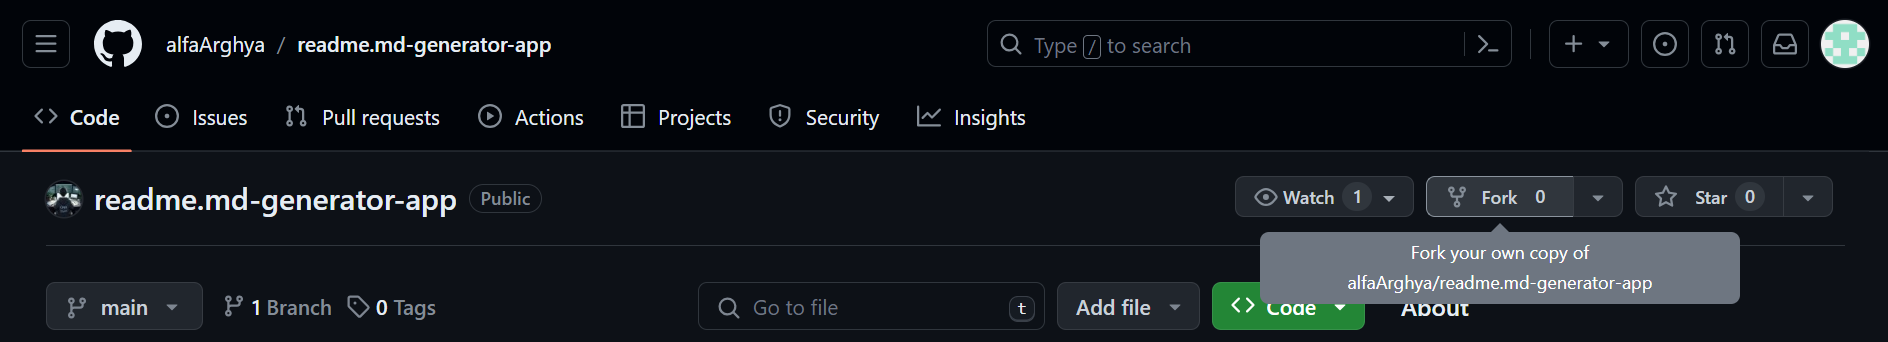 alfaArghya / readme.md-generator-app
Type / to search
Code Issues Pull requests Actions Projects Security Insights
readme.md-generator-app Public
Watch 1 Fork 0 Star 0
Fork your own copy of
alfaArghya/readme.md-generator-app
main 1 Branch 0 Tags Go to file t Add file Code About